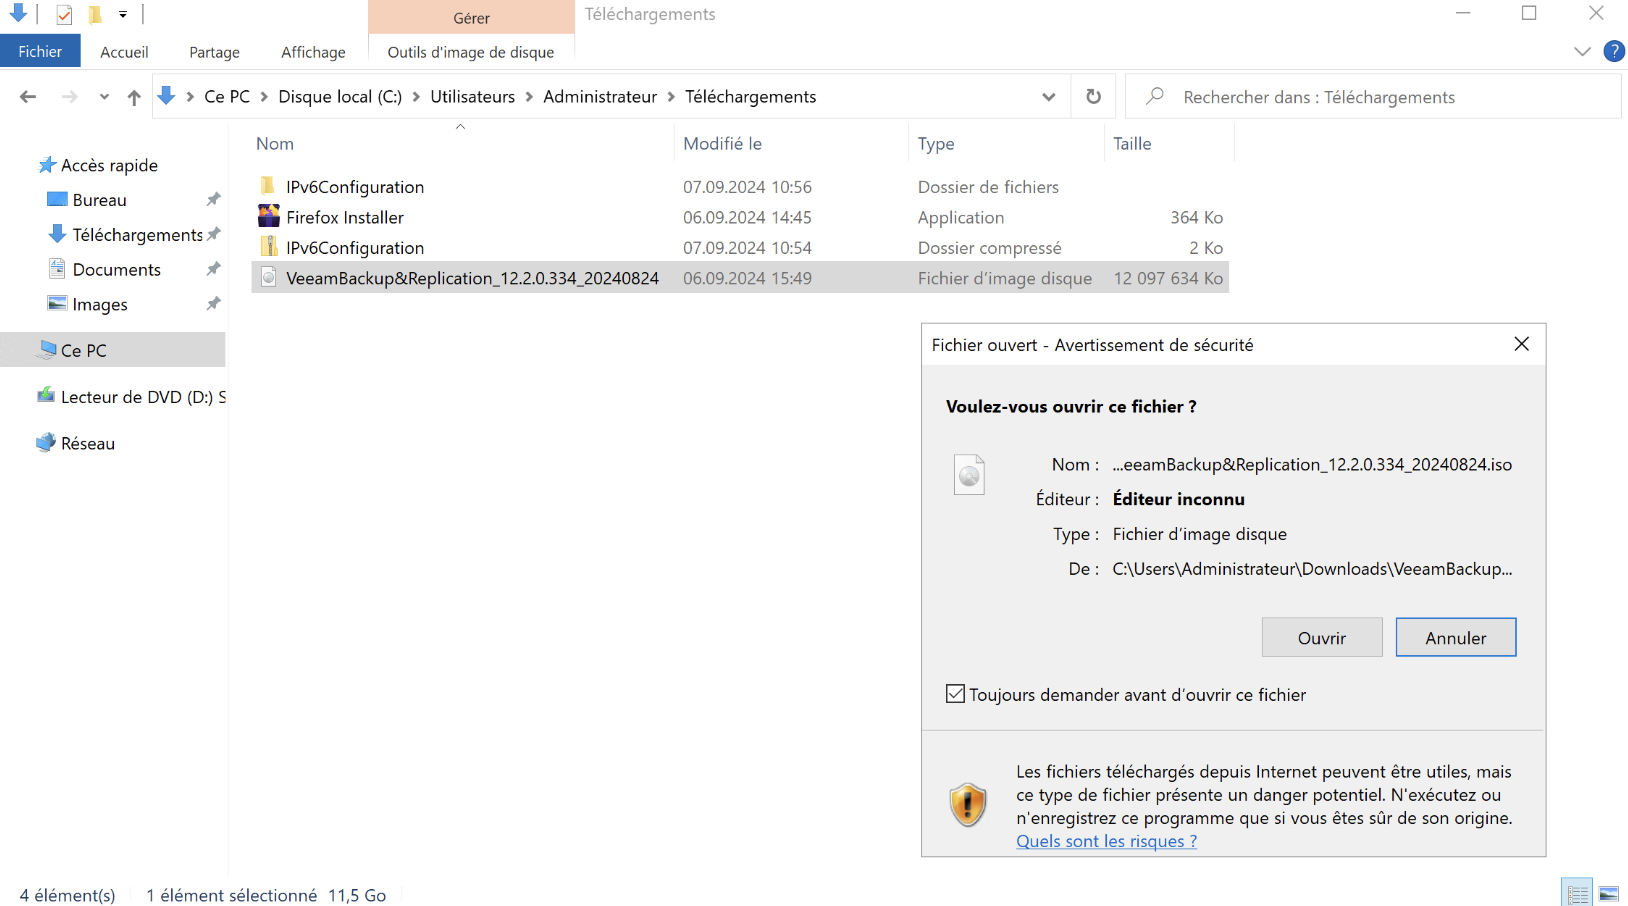 Gérer
Téléchargements
Fichier
Accueil
Partage
Affichage
Outils d'image de disque
?
Ce PC
Disque local (C:)
Utilisateurs
Administrateur
Téléchargements
Rechercher dans : Téléchargements
Nom
Modifié le
Type
Taille
Accès rapide
Bureau
Téléchargements
Documents
Images
Ce PC
Lecteur de DVD (D:) S
Réseau
IPv6Configuration 07.09.2024 10:56 Dossier de fichiers
Firefox Installer 06.09.2024 14:45 Application 364 Ko
IPv6Configuration 07.09.2024 10:54 Dossier compressé 2 Ko
VeeamBackup&Replication_12.2.0.334_20240824 06.09.2024 15:49 Fichier d’image disque 12 097 634 Ko
Fichier ouvert - Avertissement de sécurité
Voulez-vous ouvrir ce fichier ?
Nom : ...eeamBackup&Replication_12.2.0.334_20240824.iso
Éditeur : Éditeur inconnu
Type : Fichier d’image disque
De : C:\Users\Administrateur\Downloads\VeeamBackup...
Ouvrir
Annuler
Toujours demander avant d’ouvrir ce fichier
Les fichiers téléchargés depuis Internet peuvent être utiles, mais
ce type de fichier présente un danger potentiel. N'exécutez ou
n'enregistrez ce programme que si vous êtes sûr de son origine.
Quels sont les risques ?
4 élément(s)
1 élément sélectionné 11,5 Go